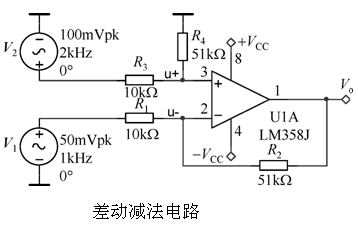 V2
100mVpk
2kHz
0°
R4
51kΩ
+VCC
8
R3
10kΩ
u+
3
1
Vo
R1
10kΩ
u-
2
U1A
LM358J
4
−VCC
R2
51kΩ
V1
50mVpk
1kHz
0°
差动减法电路